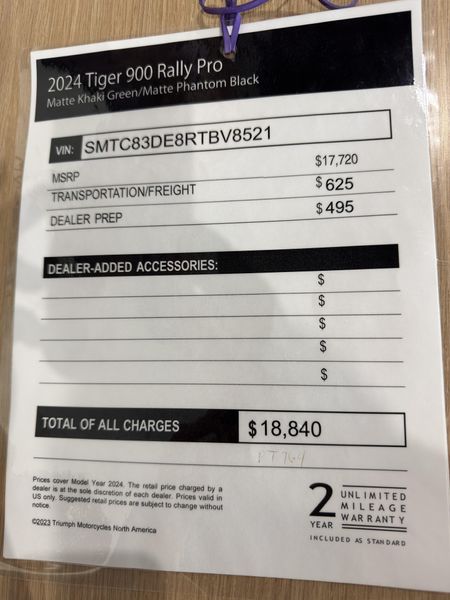 2024 Tiger 900 Rally Pro
Matte Khaki Green/Matte Phantom Black
VIN: SMTC83DE8RTBV8521
MSRP $17,720
TRANSPORTATION/FREIGHT $625
DEALER PREP $495
DEALER-ADDED ACCESSORIES:
$
$
$
$
$
TOTAL OF ALL CHARGES $18,840
PT764
Prices cover Model Year 2024. The retail price charged by a
dealer is at the sole discretion of each dealer. Prices valid in
US only. Suggested retail prices are subject to change without
notice.
©2023 Triumph Motorcycles North America
2 YEAR
UNLIMITED
MILEAGE
WARRANTY
INCLUDED AS STANDARD